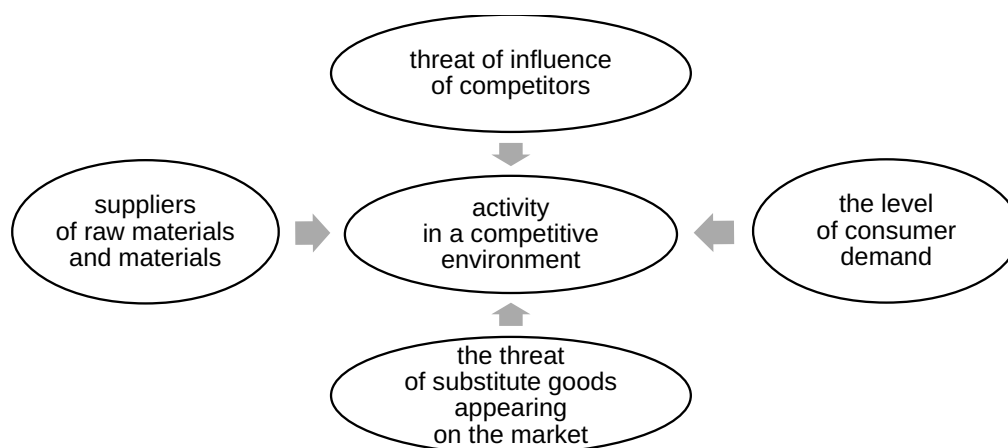 threat of influence
of competitors
suppliers
of raw materials
and materials
activity
in a competitive
environment
the level
of consumer
demand
the threat
of substitute goods
appearing
on the market